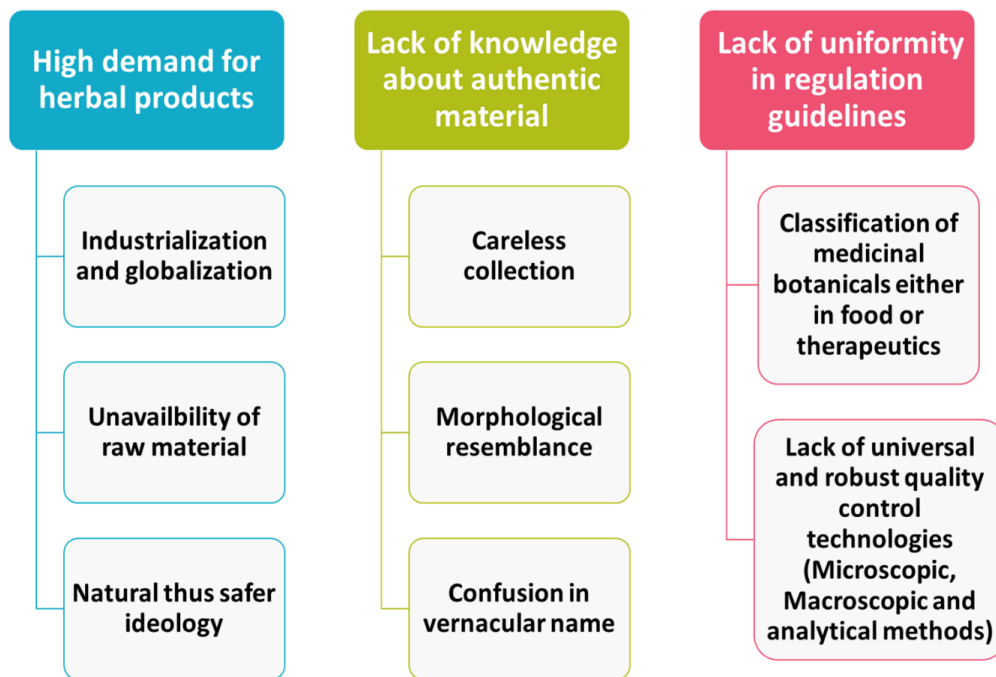 High demand for
herbal products
Industrialization
and globalization
Unavailbility of
raw material
Natural thus safer
ideology
Lack of knowledge
about authentic
material
Careless
collection
Morphological
resemblance
Confusion in
vernacular name
Lack of uniformity
in regulation
guidelines
Classification of
medicinal
botanicals either
in food or
therapeutics
Lack of universal
and robust quality
control
technologies
(Microscopic,
Macroscopic and
analytical methods)